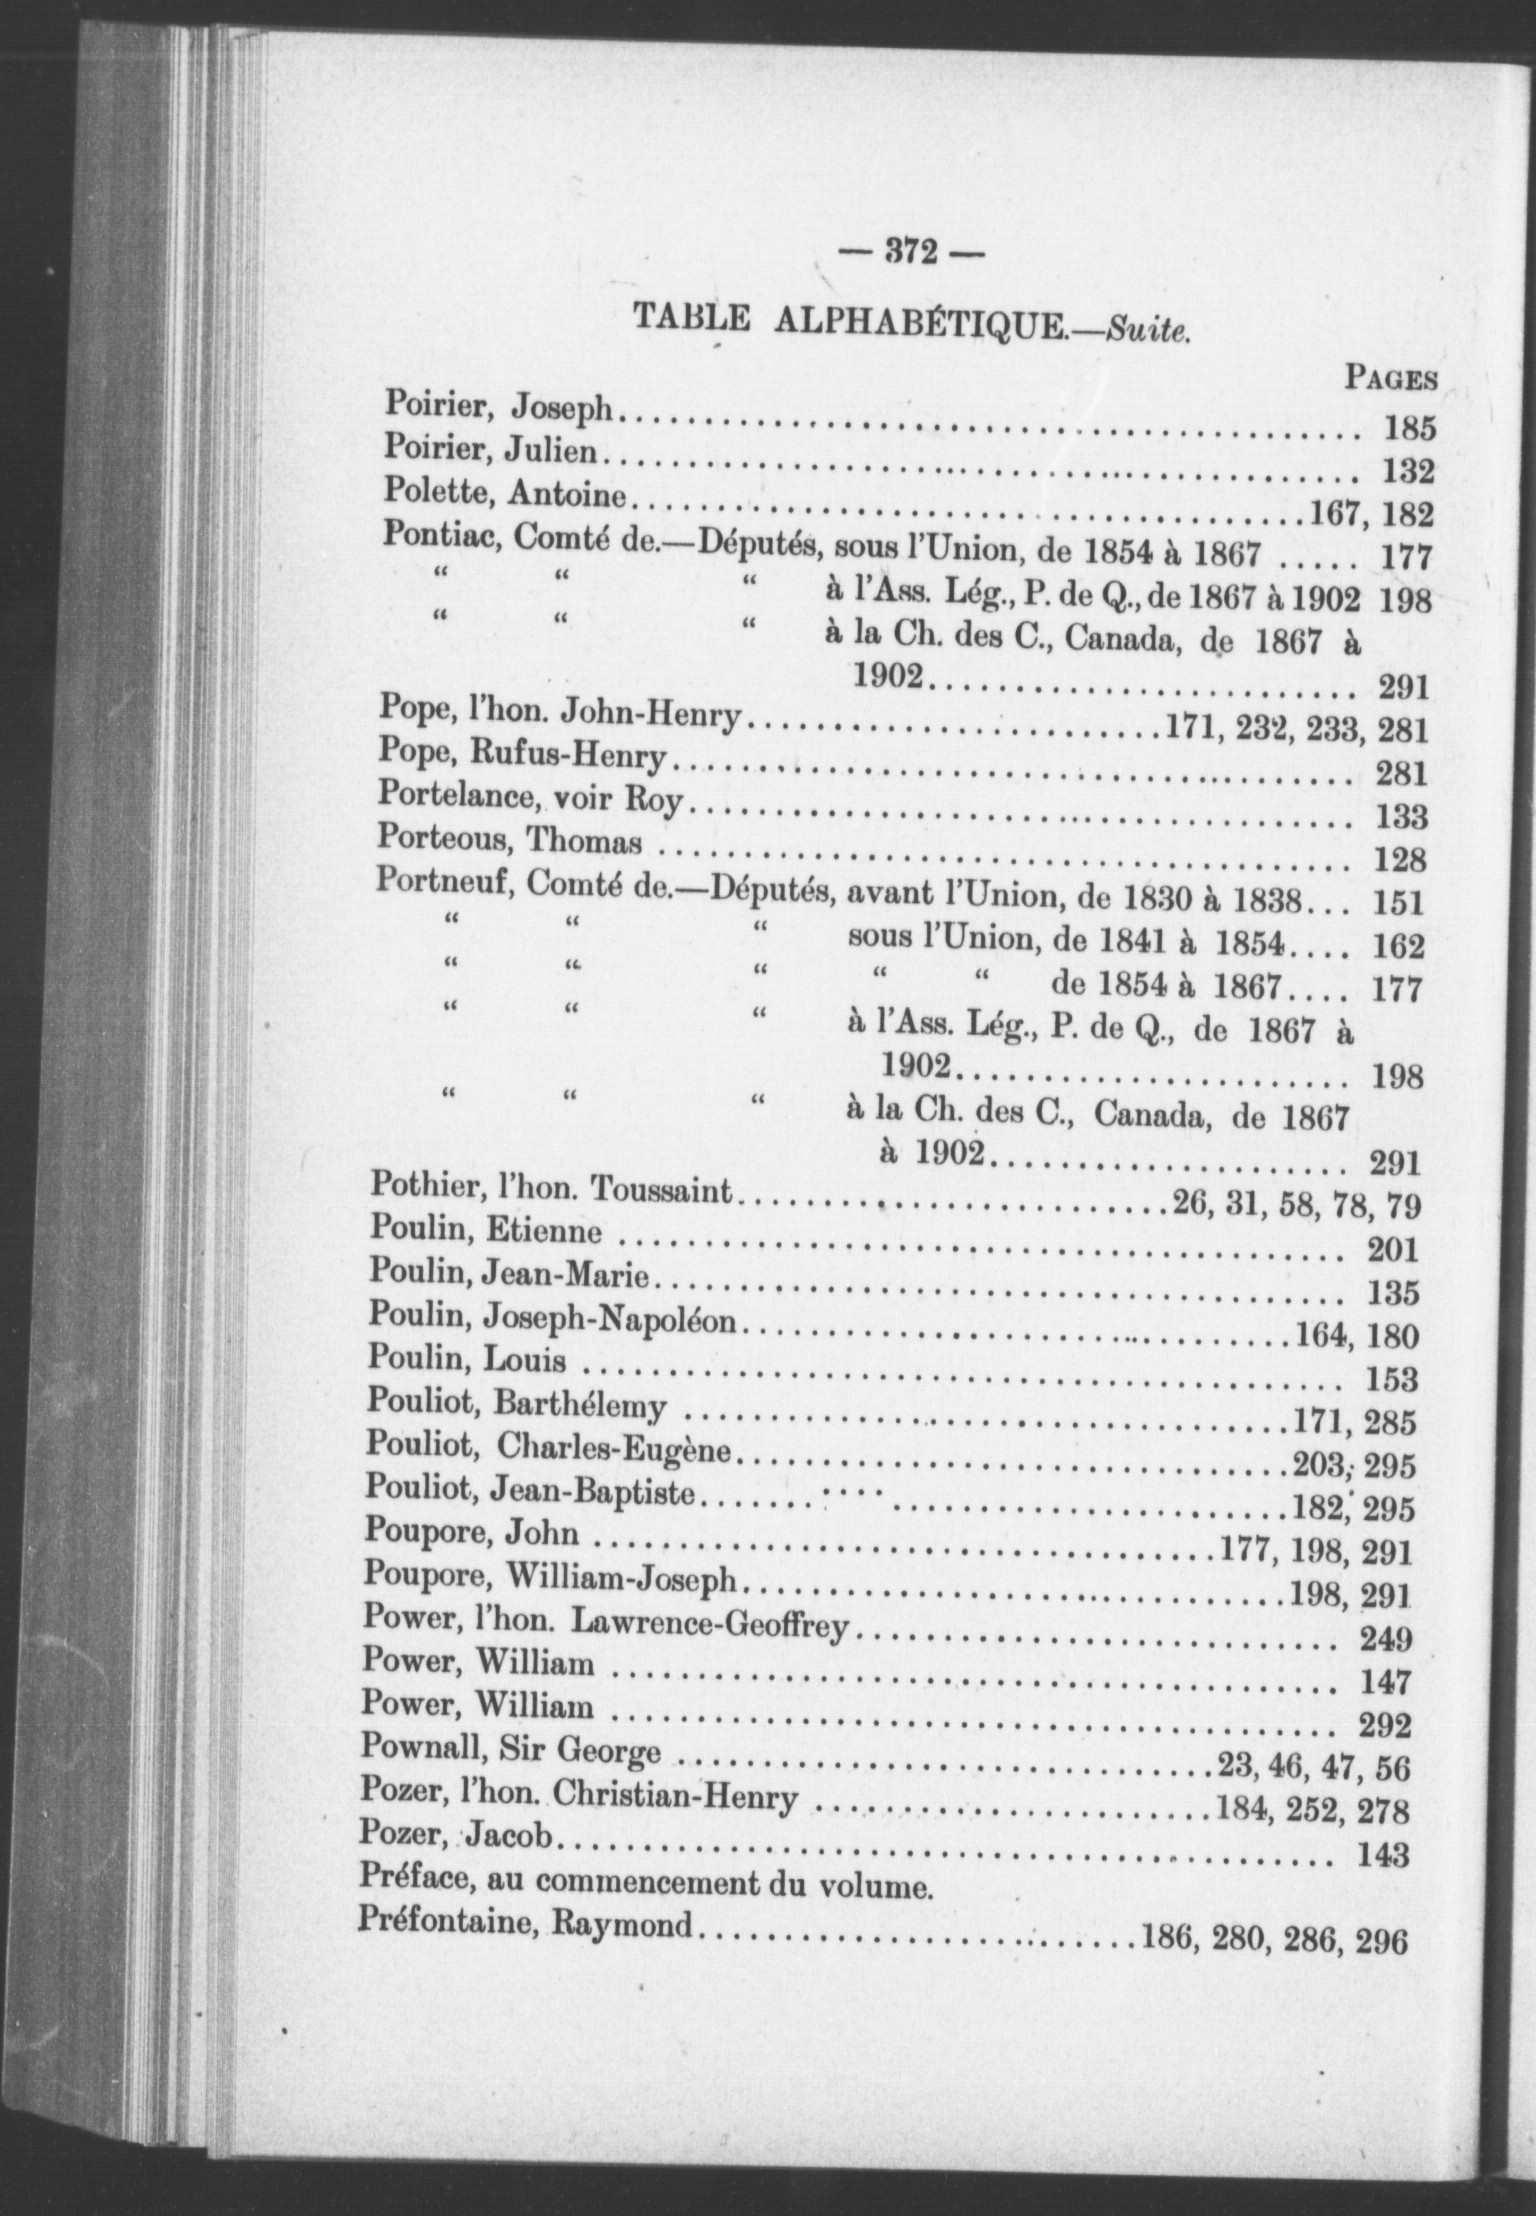 — 372 —
TABLE ALPHABÉTIQUE.—Suite.
PAGES
Poirier, Joseph.......... 185
Poirier, Julien.......... 132
Polette, Antoine.......... 167, 182
Pontiac, Comté de.—Députés, sous l'Union, de 1854 à 1867 ..... 177
“ “ “ à l'Ass. Lég., P. de Q., de 1867 à 1902 198
“ “ “ à la Ch. des C., Canada, de 1867 à
1902.......... 291
Pope, l'hon. John-Henry.......... 171, 232, 233, 281
Pope, Rufus-Henry.......... 281
Portelance, voir Roy.......... 133
Porteous, Thomas .......... 128
Portneuf, Comté de.—Députés, avant l'Union, de 1830 à 1838... 151
“ “ “ sous l'Union, de 1841 à 1854.... 162
“ “ “ “ “ de 1854 à 1867.... 177
“ “ “ à l'Ass. Lég., P. de Q., de 1867 à
1902.......... 198
“ “ “ à la Ch. des C., Canada, de 1867
à 1902.......... 291
Pothier, l'hon. Toussaint.......... 26, 31, 58, 78, 79
Poulin, Etienne .......... 201
Poulin, Jean-Marie.......... 135
Poulin, Joseph-Napoléon.......... 164, 180
Poulin, Louis .......... 153
Pouliot, Barthélemy .......... 171, 285
Pouliot, Charles-Eugène.......... 203, 295
Pouliot, Jean-Baptiste.......... 182, 295
Poupore, John .......... 177, 198, 291
Poupore, William-Joseph.......... 198, 291
Power, l'hon. Lawrence-Geoffrey.......... 249
Power, William .......... 147
Power, William .......... 292
Pownall, Sir George .......... 23, 46, 47, 56
Pozer, l'hon. Christian-Henry .......... 184, 252, 278
Pozer, Jacob.......... 143
Préface, au commencement du volume.
Préfontaine, Raymond.......... 186, 280, 286, 296